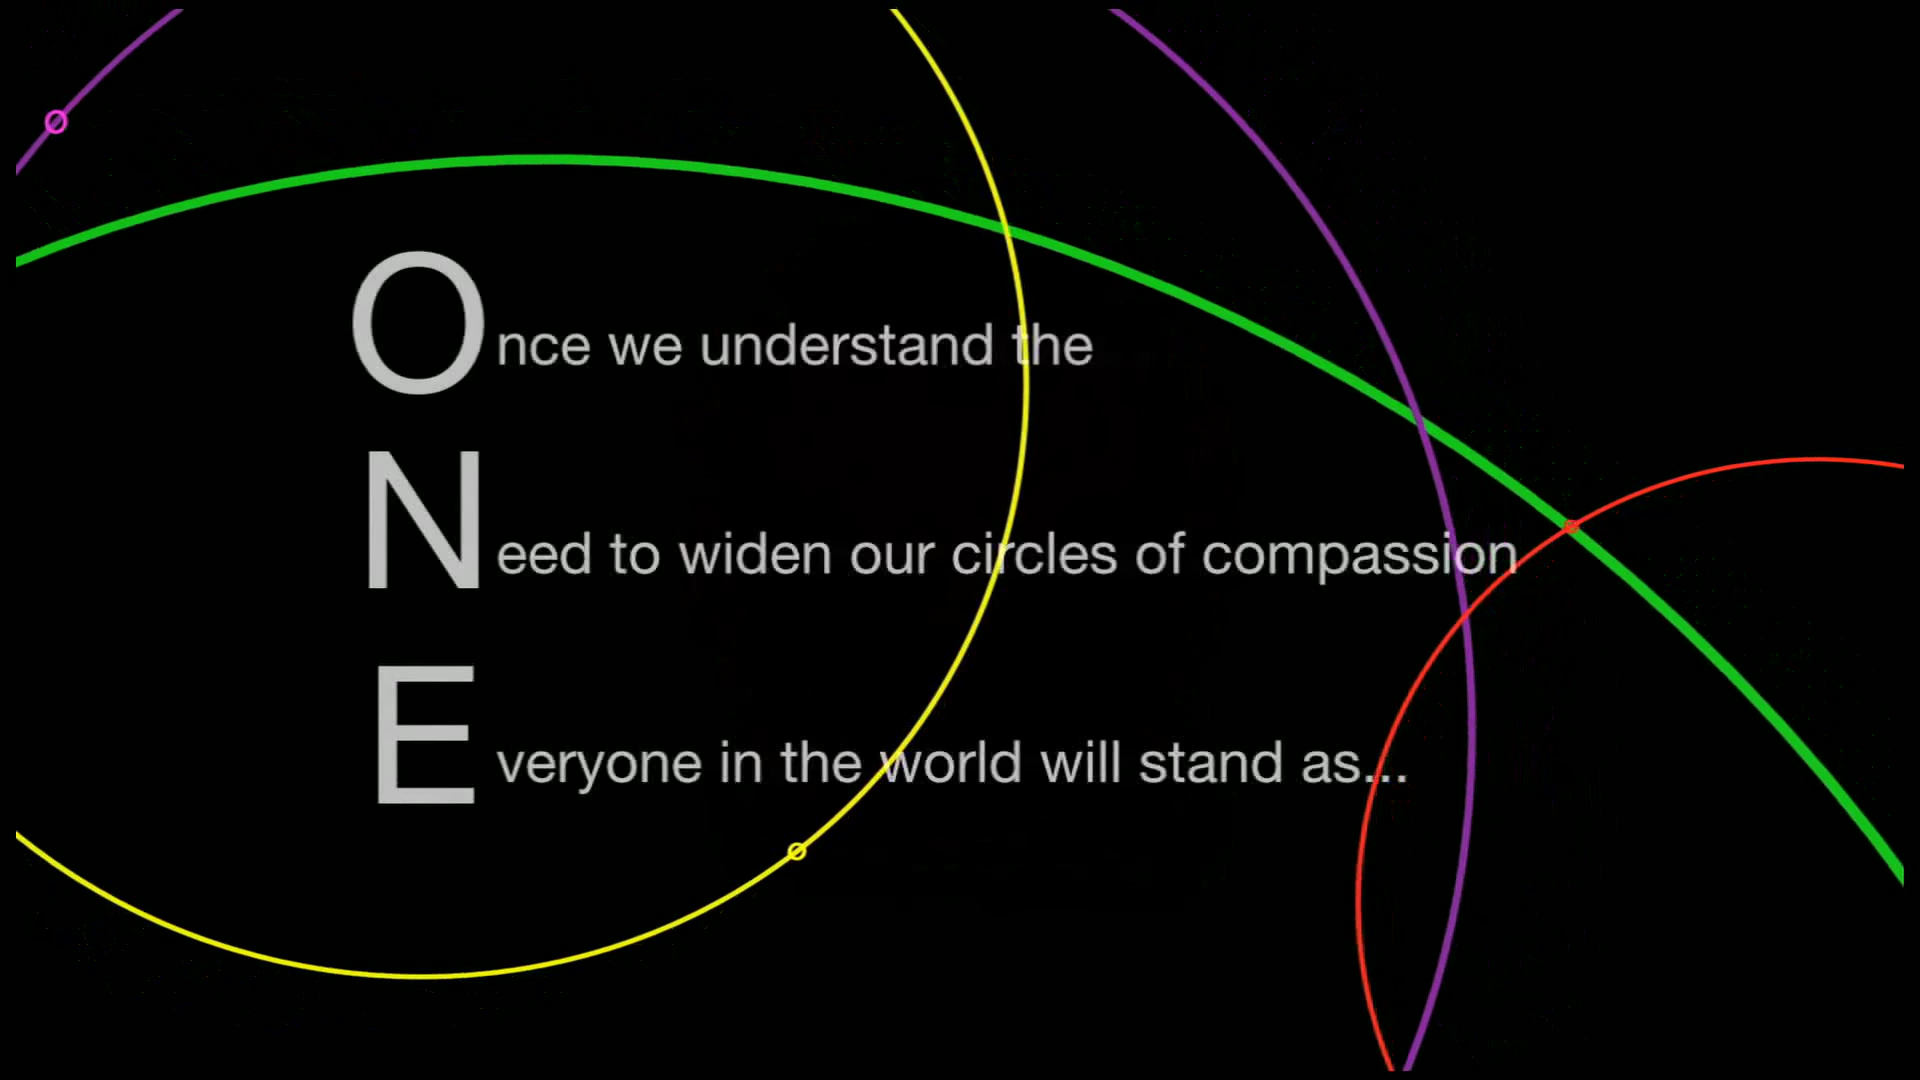 Once we understand the
Need to widen our circles of compassion
Everyone in the world will stand as...